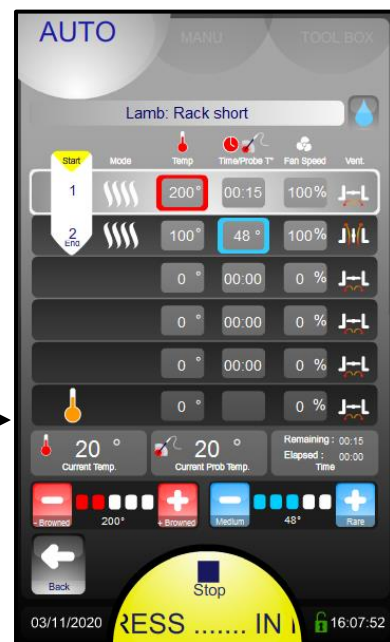 AUTO MANU TOOL BOX
Lamb: Rack short
Start Mode Temp Time/Probe T° Fan Speed Vent.
1 200° 00:15 100%
2 100° 48 ° 100%
End
0 ° 00:00 0 %
0 ° 00:00 0 %
0 ° 00:00 0 %
0 ° 0 %
20 ° 20 ° Remaining : 00:15
Elapsed : 00:00
Current Temp. Current Prob Temp. Time
- Browned 200° + Browned Medium 48° Rare
Back
Stop
03/11/2020 RESS ....... IN 16:07:52